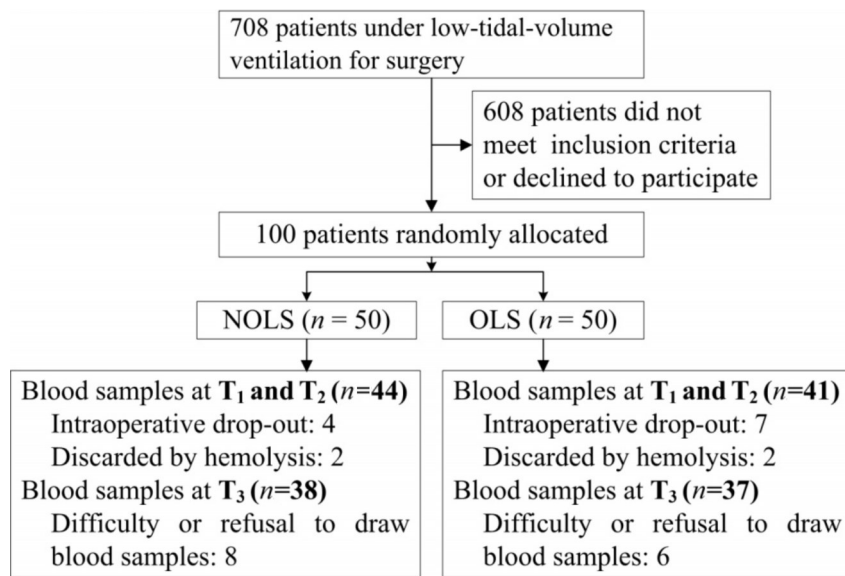 708 patients under low-tidal-volume
ventilation for surgery
608 patients did not
meet inclusion criteria
or declined to participate
100 patients randomly allocated
NOLS (n = 50)
OLS (n = 50)
Blood samples at T₁ and T₂ (n=44)
Intraoperative drop-out: 4
Discarded by hemolysis: 2
Blood samples at T₃ (n=38)
Difficulty or refusal to draw
blood samples: 8
Blood samples at T₁ and T₂ (n=41)
Intraoperative drop-out: 7
Discarded by hemolysis: 2
Blood samples at T₃ (n=37)
Difficulty or refusal to draw
blood samples: 6